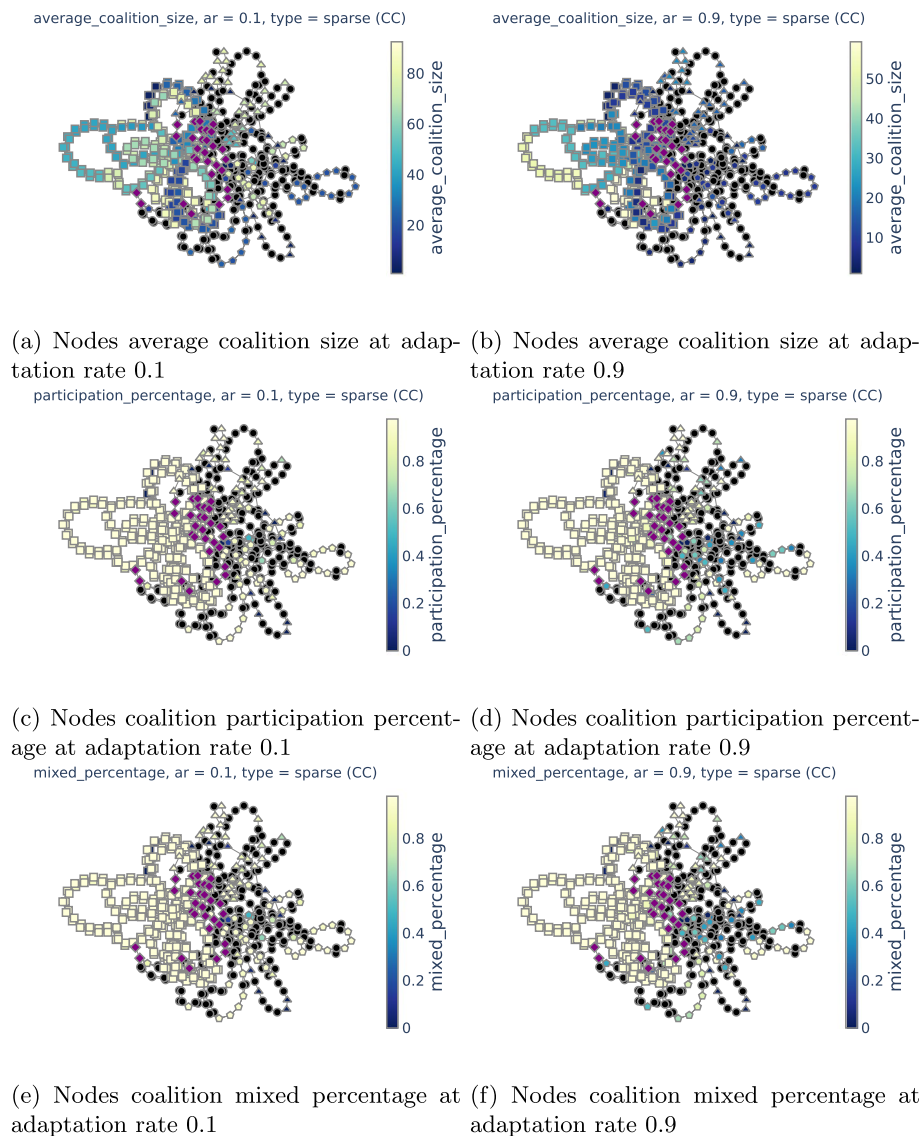 average_coalition_size, ar = 0.1, type = sparse (CC)
average_coalition_size, ar = 0.9, type = sparse (CC)
80
60
40
20
average_coalition_size
50
40
30
20
10
average_coalition_size
(a) Nodes average coalition size at adap-
tation rate 0.1
(b) Nodes average coalition size at adap-
tation rate 0.9
participation_percentage, ar = 0.1, type = sparse (CC)
participation_percentage, ar = 0.9, type = sparse (CC)
0.8
0.6
0.4
0.2
0
participation_percentage
0.8
0.6
0.4
0.2
0
participation_percentage
(c) Nodes coalition participation percent-
age at adaptation rate 0.1
(d) Nodes coalition participation percent-
age at adaptation rate 0.9
mixed_percentage, ar = 0.1, type = sparse (CC)
mixed_percentage, ar = 0.9, type = sparse (CC)
0.8
0.6
0.4
0.2
0
mixed_percentage
0.8
0.6
0.4
0.2
0
mixed_percentage
(e) Nodes coalition mixed percentage at
adaptation rate 0.1
(f) Nodes coalition mixed percentage at
adaptation rate 0.9